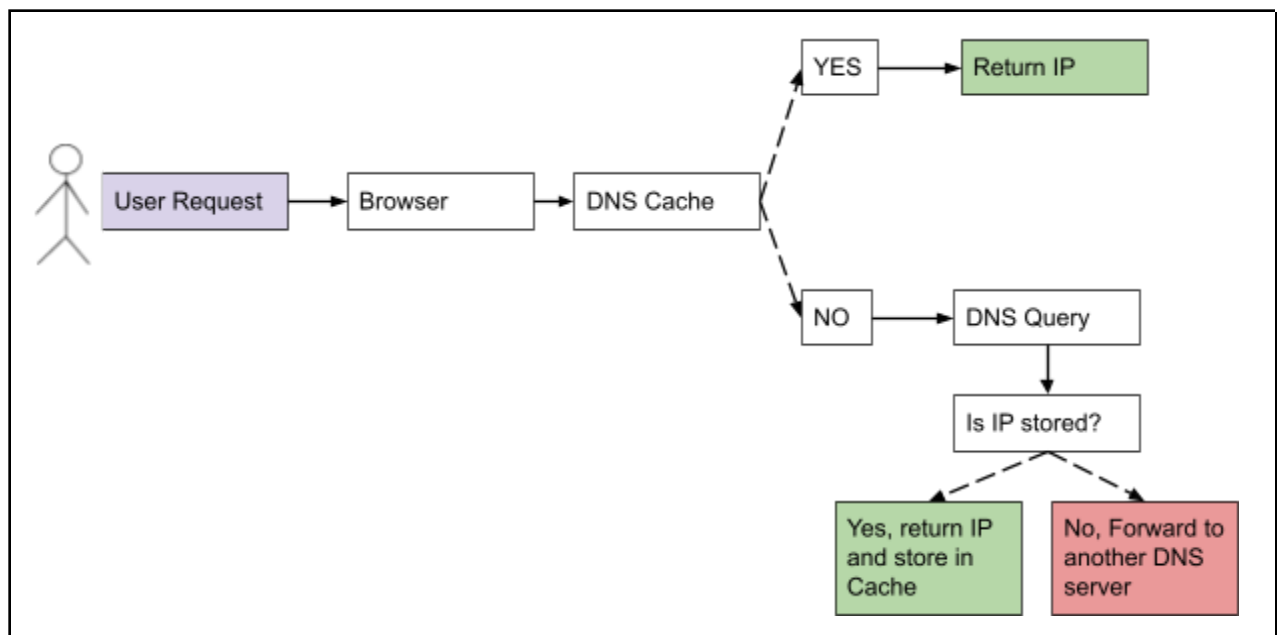 YES
Return IP
User Request
Browser
DNS Cache
NO
DNS Query
Is IP stored?
Yes, return IP
and store in
Cache
No, Forward to
another DNS
server